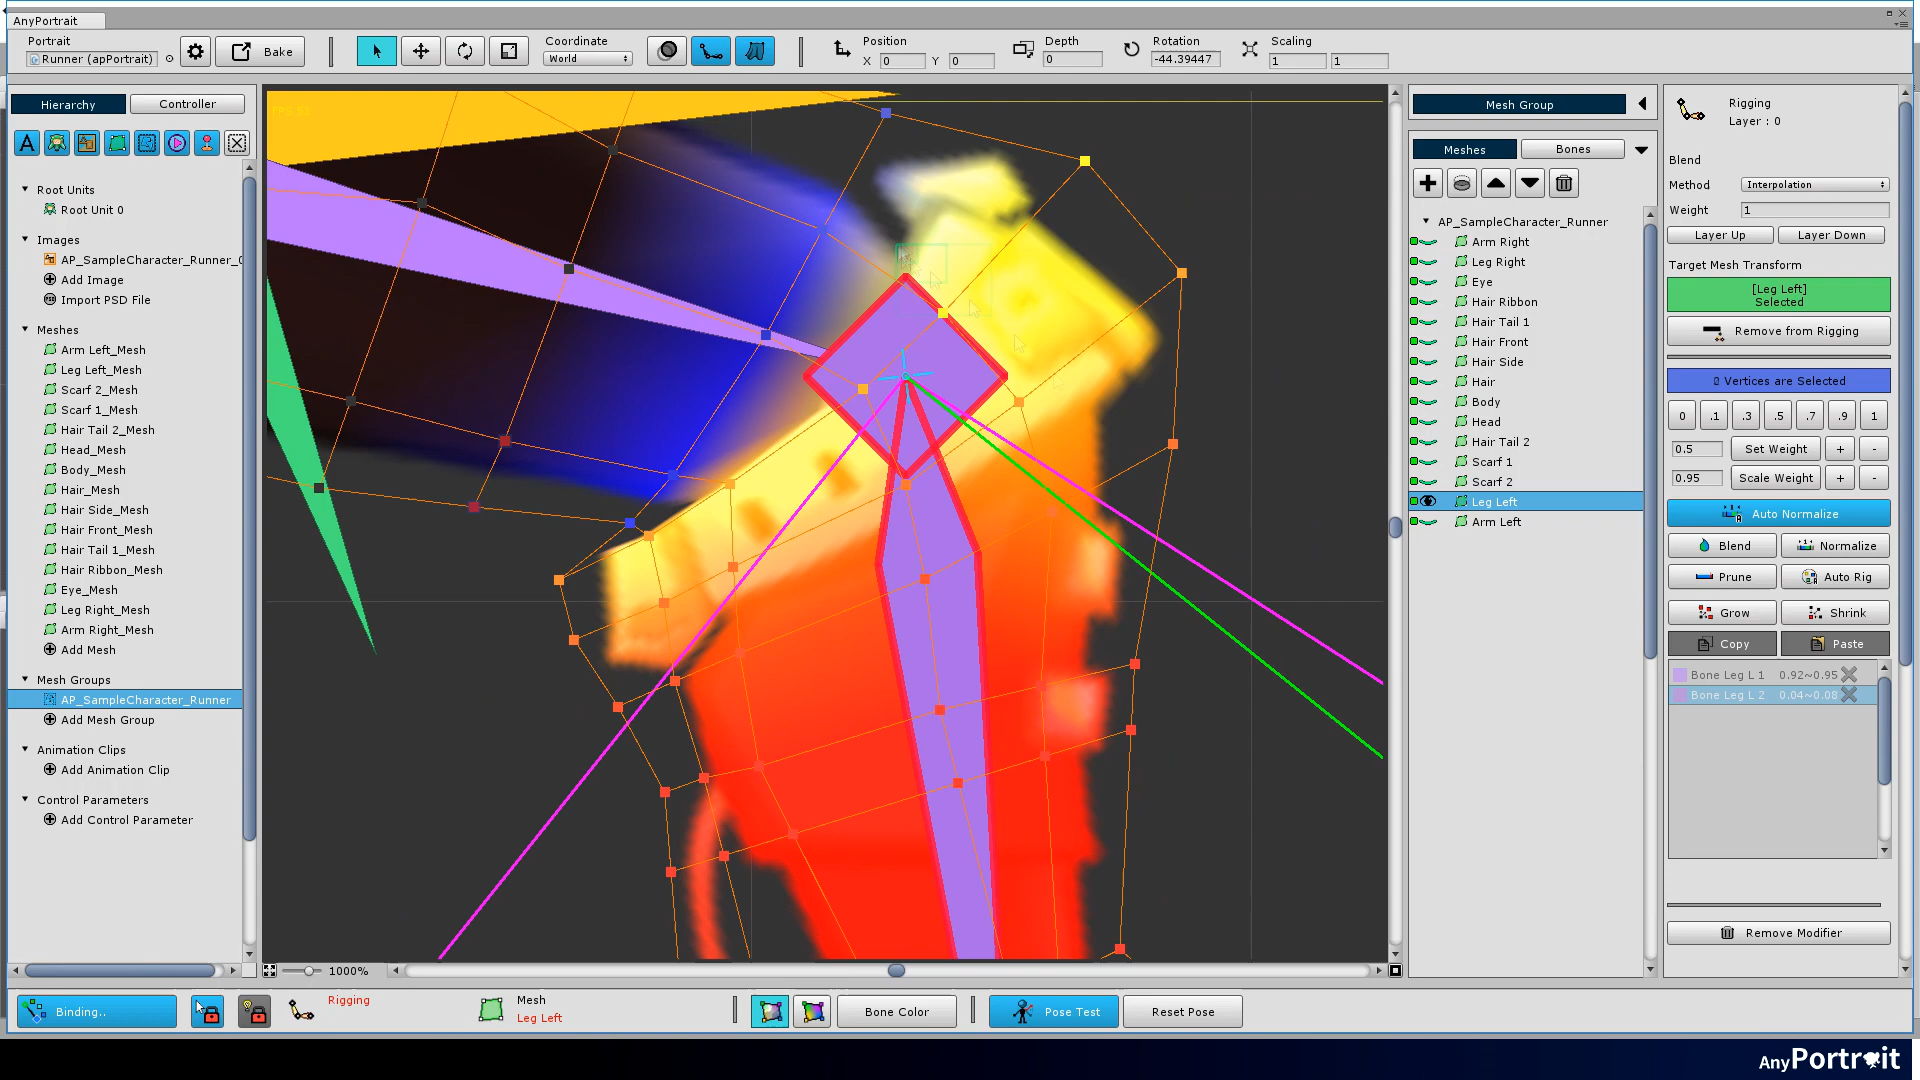 AnyPortrait
Portrait
Runner (apPortrait)
Bake
Coordinate
World
Position
X 0 Y 0
Depth
0
Rotation
-44.39447
Scaling
1 1
Hierarchy
Controller
Root Units
Root Unit 0
Images
AP_SampleCharacter_Runner_0
Add Image
Import PSD File
Meshes
Arm Left_Mesh
Leg Left_Mesh
Scarf 2_Mesh
Scarf 1_Mesh
Hair Tail 2_Mesh
Head_Mesh
Body_Mesh
Hair_Mesh
Hair Side_Mesh
Hair Front_Mesh
Hair Tail 1_Mesh
Hair Ribbon_Mesh
Eye_Mesh
Leg Right_Mesh
Arm Right_Mesh
Add Mesh
Mesh Groups
AP_SampleCharacter_Runner
Add Mesh Group
Animation Clips
Add Animation Clip
Control Parameters
Add Control Parameter
1000%
Mesh Group
Meshes
Bones
AP_SampleCharacter_Runner
Arm Right
Leg Right
Eye
Hair Ribbon
Hair Tail 1
Hair Front
Hair Side
Hair
Body
Head
Hair Tail 2
Scarf 1
Scarf 2
Leg Left
Arm Left
Rigging
Layer : 0
Blend
Method Interpolation
Weight 1
Layer Up
Layer Down
Target Mesh Transform
[Leg Left]
Selected
Remove from Rigging
2 Vertices are Selected
0 .1 .3 .5 .7 .9 1
0.5 Set Weight + -
0.95 Scale Weight + -
Auto Normalize
Blend
Normalize
Prune
Auto Rig
Grow
Shrink
Copy
Paste
Bone Leg L 1 0.92~0.95
Bone Leg L 2 0.04~0.08
Remove Modifier
Binding..
Rigging
Mesh
Leg Left
Bone Color
Pose Test
Reset Pose
AnyPortrait